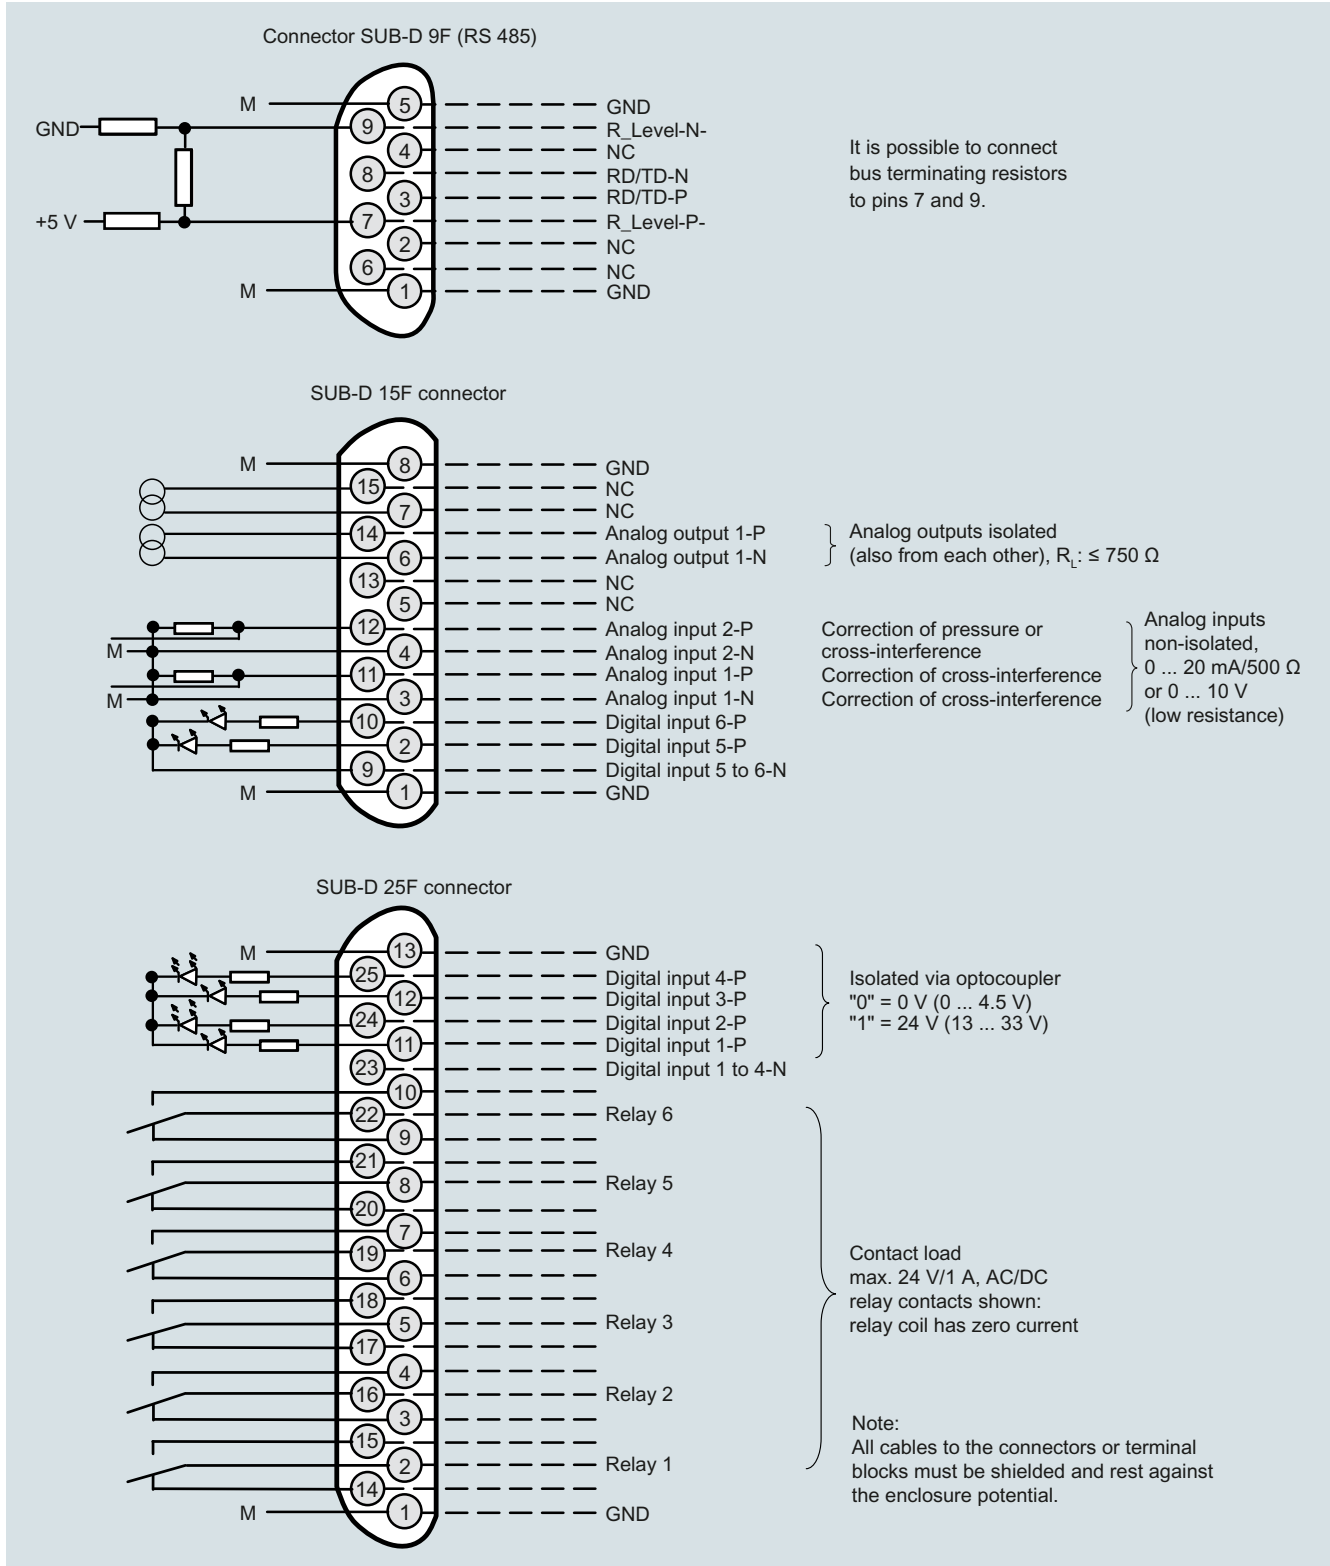 Connector SUB-D 9F (RS 485)
M 5 GND
GND 9 R_Level-N-
4 NC
8 RD/TD-N
3 RD/TD-P
+5 V 7 R_Level-P-
2 NC
6 NC
M 1 GND
It is possible to connect
bus terminating resistors
to pins 7 and 9.
SUB-D 15F connector
M 8 GND
15 NC
7 NC
14 Analog output 1-P
6 Analog output 1-N
Analog outputs isolated
(also from each other), RL: ≤ 750 Ω
13 NC
5 NC
12 Analog input 2-P
M 4 Analog input 2-N
11 Analog input 1-P
M 3 Analog input 1-N
Correction of pressure or
cross-interference
Correction of cross-interference
Correction of cross-interference
Analog inputs
non-isolated,
0 ... 20 mA/500 Ω
or 0 ... 10 V
(low resistance)
10 Digital input 6-P
2 Digital input 5-P
9 Digital input 5 to 6-N
M 1 GND
SUB-D 25F connector
M 13 GND
25 Digital input 4-P
12 Digital input 3-P
24 Digital input 2-P
11 Digital input 1-P
23 Digital input 1 to 4-N
Isolated via optocoupler
"0" = 0 V (0 ... 4.5 V)
"1" = 24 V (13 ... 33 V)
10
22 Relay 6
9
21
8 Relay 5
20
7
19 Relay 4
6
18
5 Relay 3
17
4
16 Relay 2
3
15
2 Relay 1
14
M 1 GND
Contact load
max. 24 V/1 A, AC/DC
relay contacts shown:
relay coil has zero current
Note:
All cables to the connectors or terminal
blocks must be shielded and rest against
the enclosure potential.